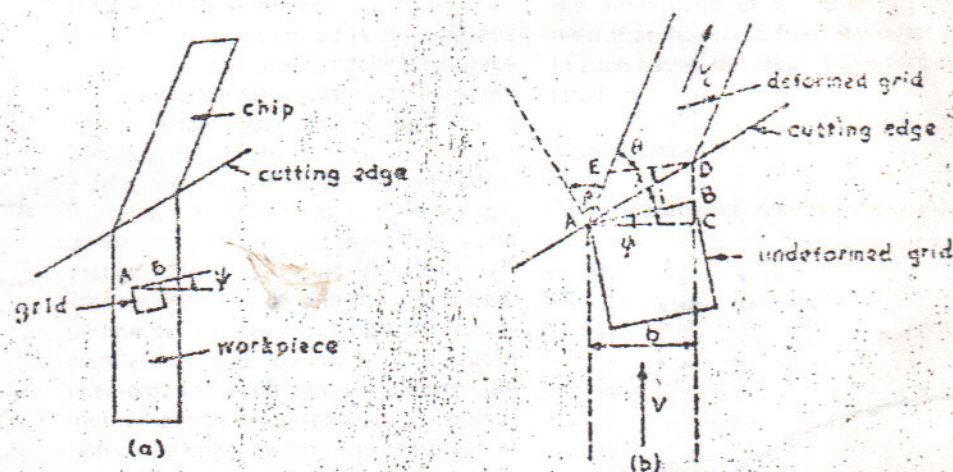 chip
cutting edge
A B ψ
grid
workpiece
(a)
deformed grid
cutting edge
E θ D
B
A C
ψ
undeformed grid
V
(b)